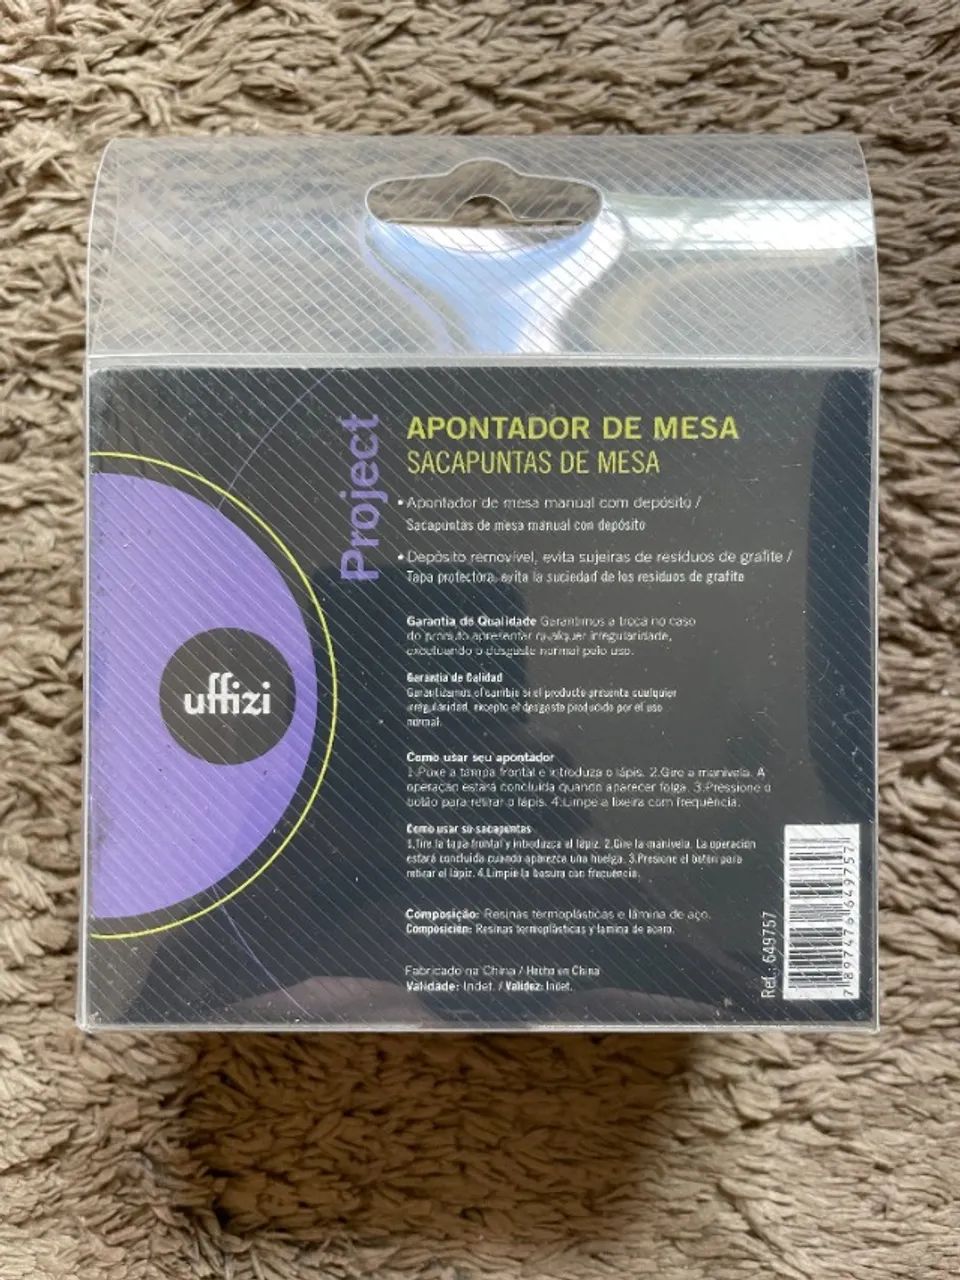 Project
APONTADOR DE MESA
SACAPUNTAS DE MESA
• Apontador de mesa manual com depósito /
Sacapuntas de mesa manual con depósito
• Depósito removível, evita sujeiras de resíduos de grafite /
Tapa protectora, evita la suciedad de los residuos de grafito
uffizi
Garantia de Qualidade Garantimos a troca no caso
do produto apresentar qualquer irregularidade,
excetuando o desgaste normal pelo uso.
Garantía de Calidad
Garantizamos el cambio si el producto presenta cualquier
irregularidad, excepto el desgaste producido por el uso
normal.
Como usar seu apontador
1.Puxe a tampa frontal e introduza o lápis. 2.Gire a manivela. A
operação estará concluída quando aparecer folga. 3.Pressione o
botão para retirar o lápis. 4.Limpe a lixeira com frequência.
Como usar su sacapuntas
1.Tire la tapa frontal y introduzca el lápiz. 2.Gire la manivela. La operación
estará concluida cuando aparezca una huelga. 3.Presione el botón para
retirar el lápiz. 4.Limpie la basura con frecuencia.
Composição: Resinas termoplásticas e lâmina de aço.
Composición: Resinas termoplásticas y lamina de acero.
Fabricado na China / Hecho en China
Validade: Indet. / Validez: Indet.
Ref.: 649757
7 897476 649757